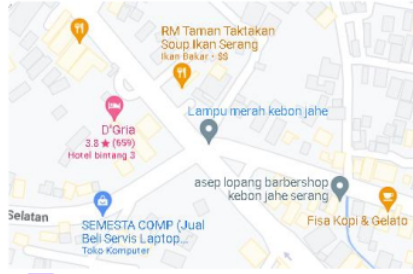 RM Taman Taktakan
Soup Ikan Serang
Ikan Bakar · $$
Lampu merah kebon jahe
D'Gria
3.8 ★ (659)
Hotel bintang 3
asep lopang barbershop
kebon jahe serang
Fisa Kopi & Gelato
Selatan
SEMESTA COMP (Jual
Beli Servis Laptop...
Toko Komputer